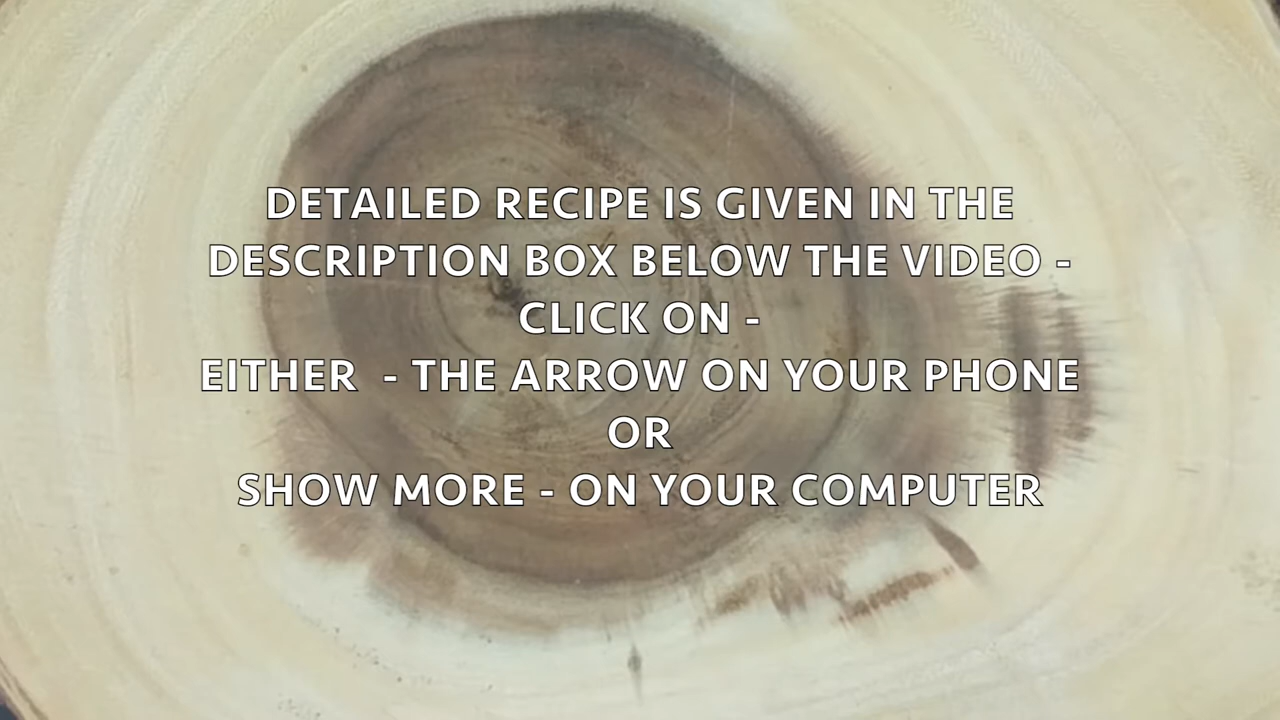 DETAILED RECIPE IS GIVEN IN THE
DESCRIPTION BOX BELOW THE VIDEO -
CLICK ON -
EITHER  - THE ARROW ON YOUR PHONE
OR
SHOW MORE - ON YOUR COMPUTER